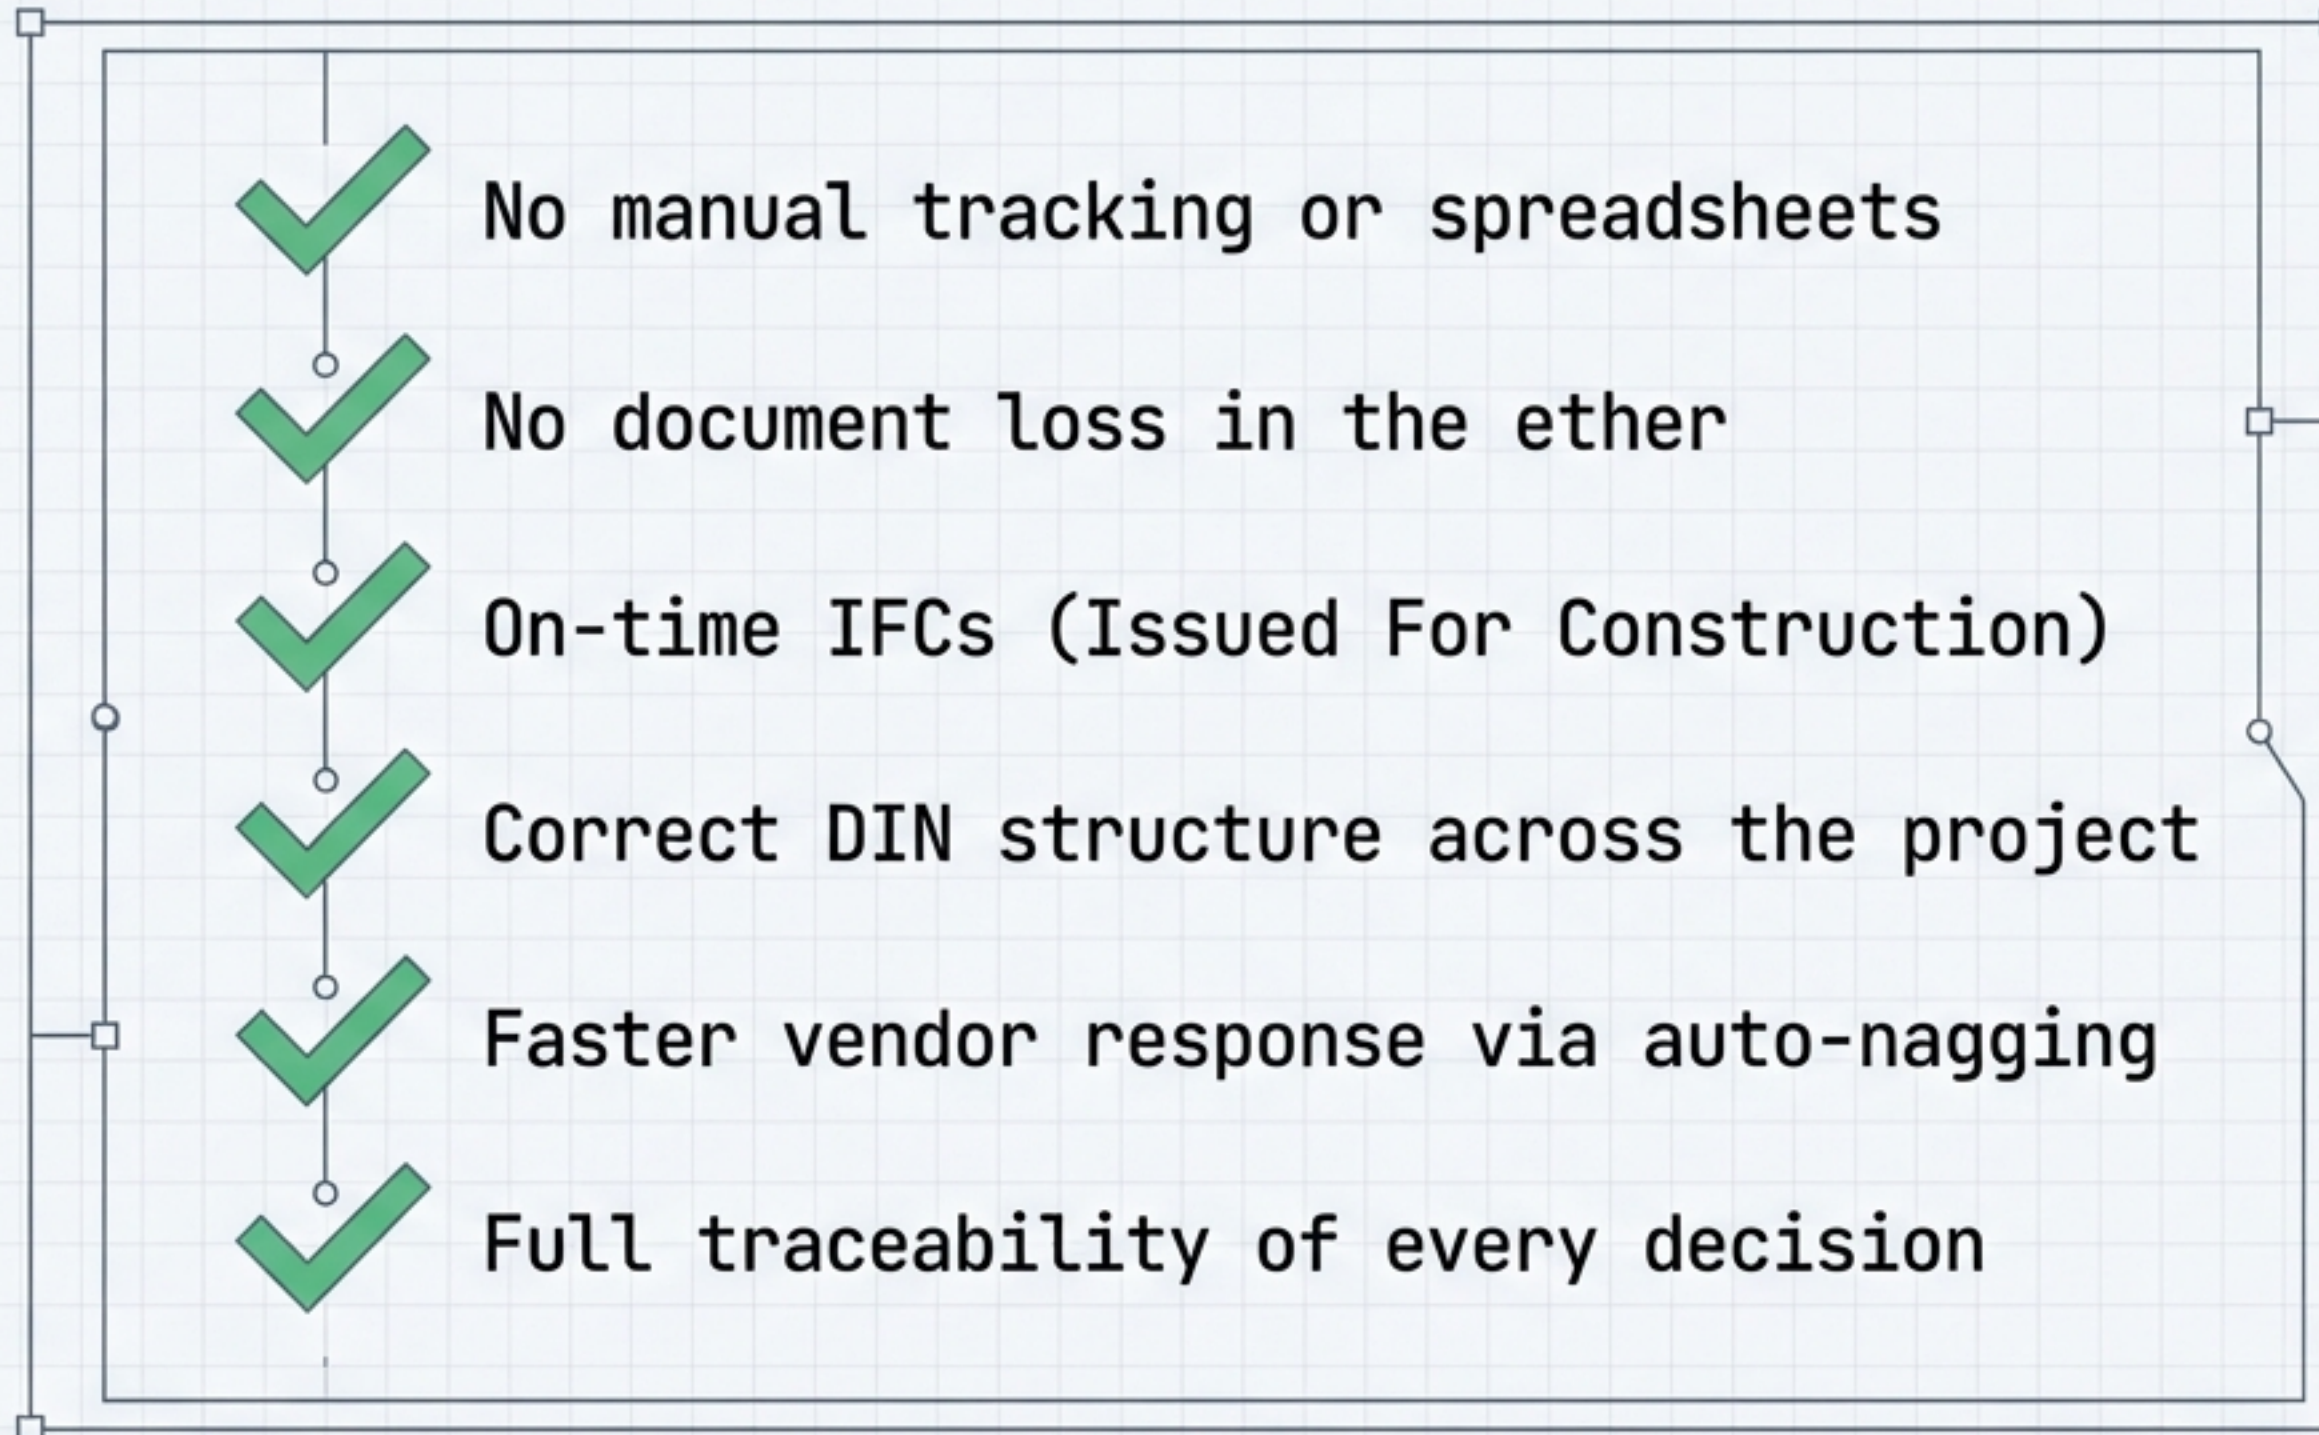 No manual tracking or spreadsheets
No document loss in the ether
On-time IFCs (Issued For Construction)
Correct DIN structure across the project
Faster vendor response via auto-nagging
Full traceability of every decision